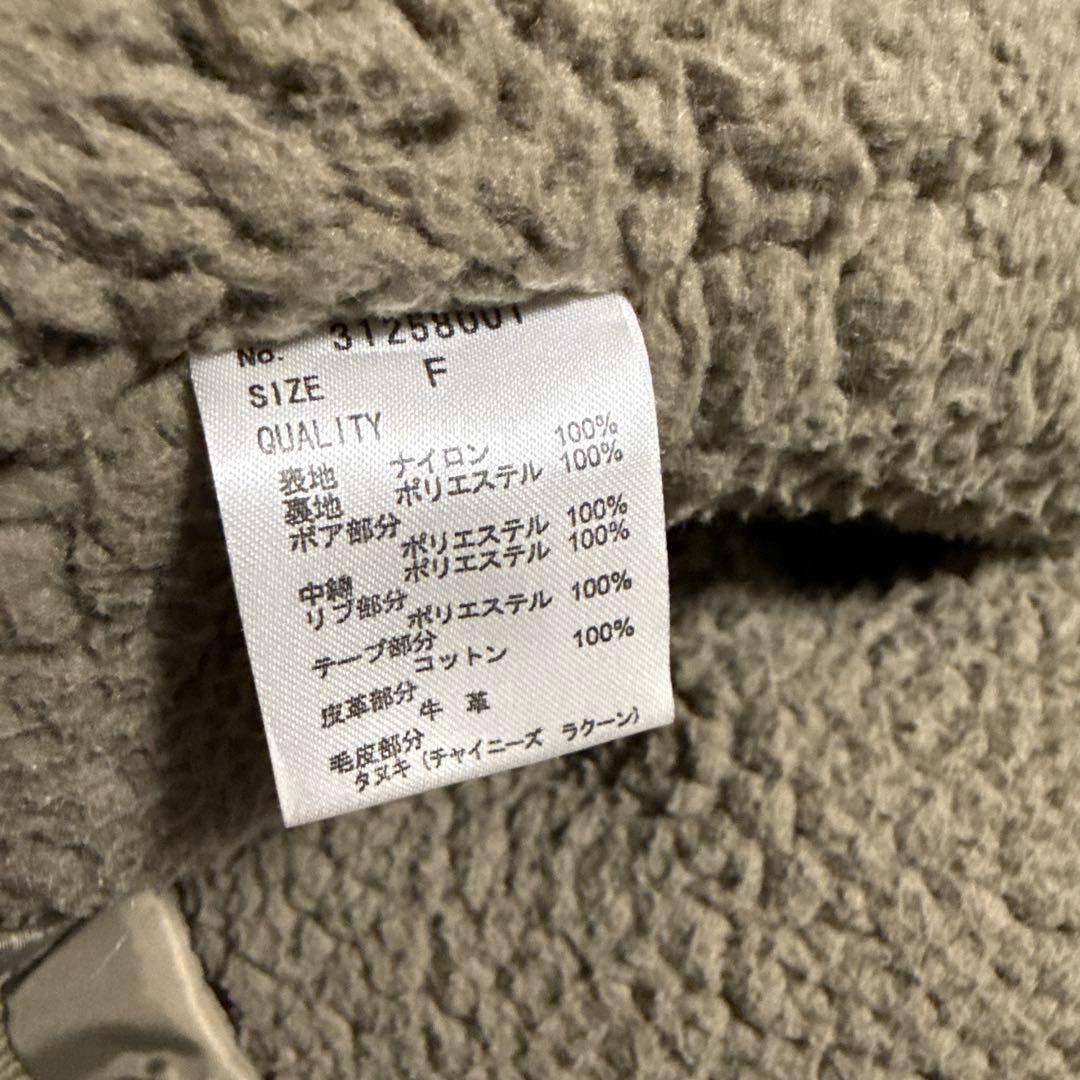 No. 31258001
SIZE F
QUALITY
表地 ナイロン 100%
裏地 ポリエステル 100%
ボア部分
ポリエステル 100%
中綿 ポリエステル 100%
リブ部分
ポリエステル 100%
テープ部分
コットン 100%
皮革部分
牛 革
毛皮部分
タヌキ (チャイニーズ ラクーン)